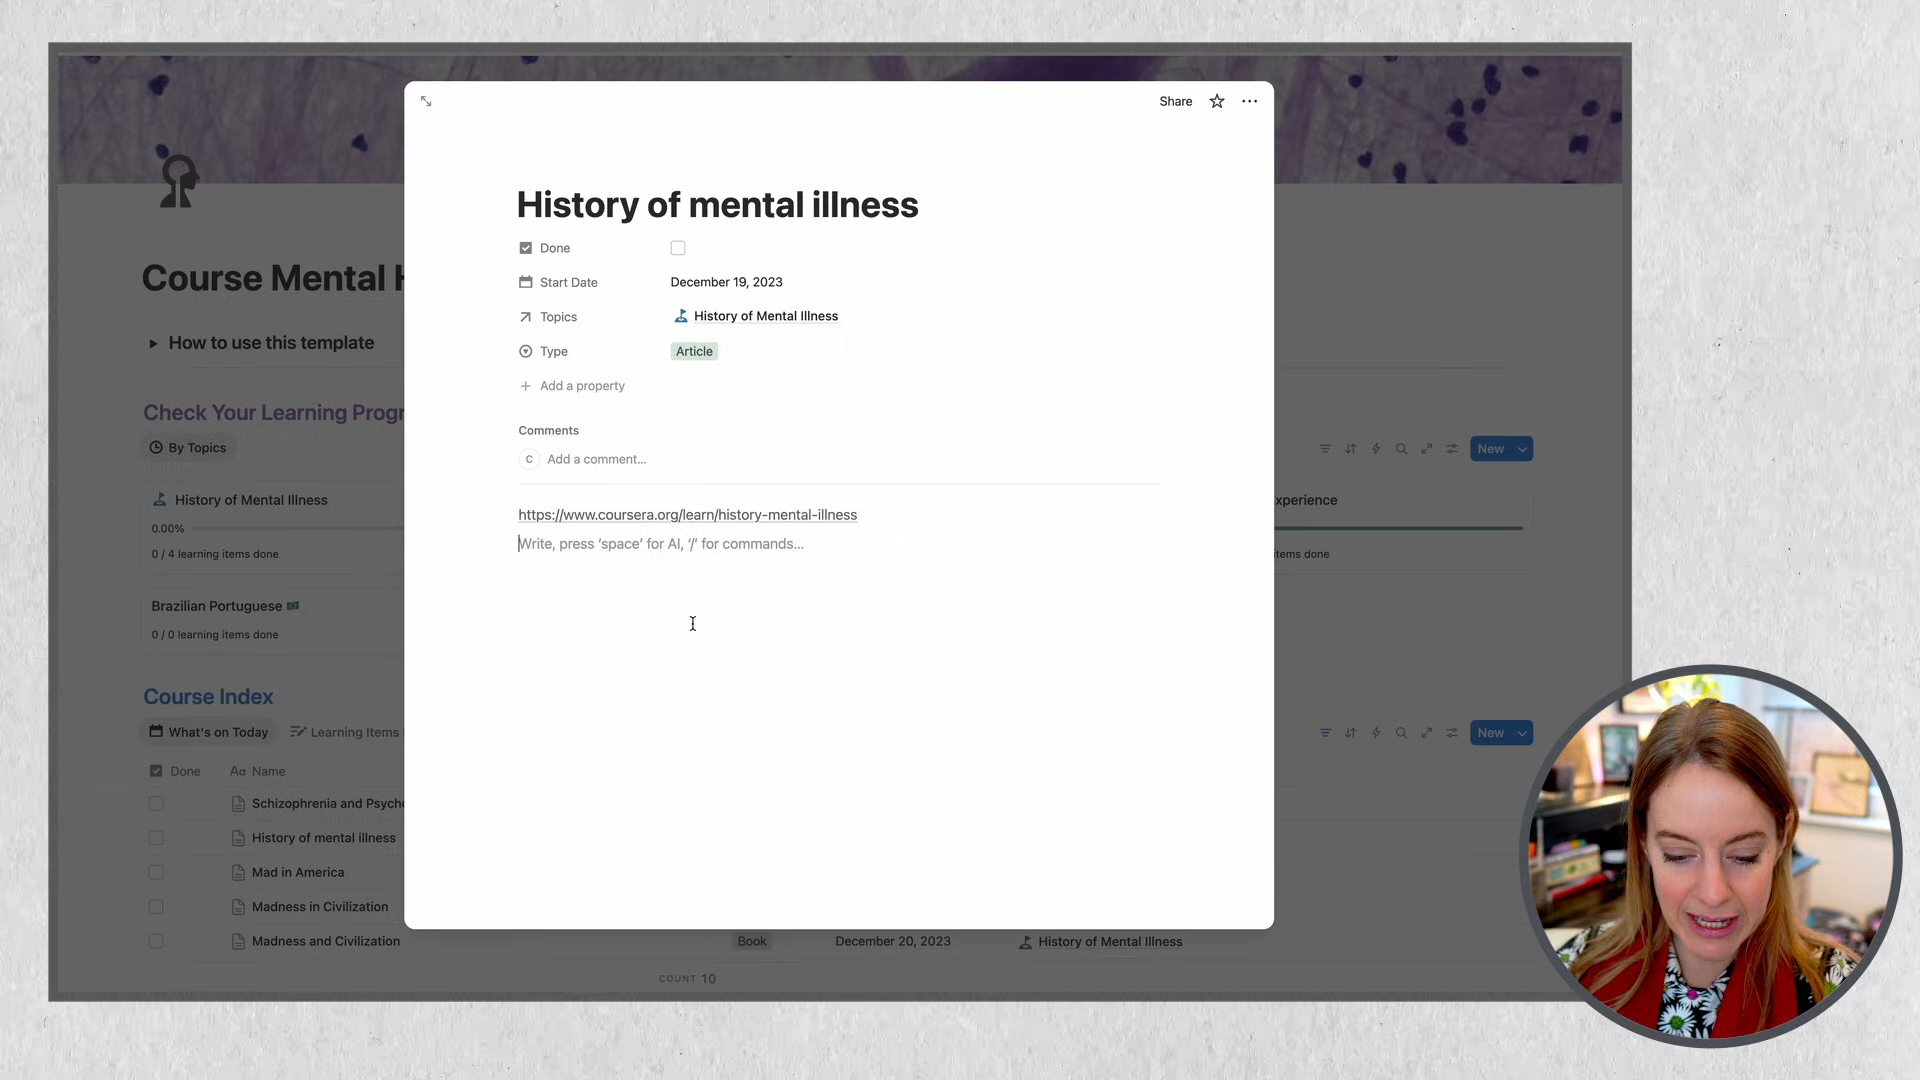 Share
History of mental illness
Done
Start Date December 19, 2023
Topics History of Mental Illness
Type Article
Add a property
Comments
C Add a comment...
https://www.coursera.org/learn/history-mental-illness
Write, press ‘space’ for AI, ‘/’ for commands...
Course Mental
How to use this template
Check Your Learning
By Topics
New
History of Mental Illness
0.00%
0 / 4 learning items done
Brazilian Portuguese
0 / 0 learning items done
items done
Course Index
What's on Today Learning Items
New
Done Aa Name
Schizophrenia and
History of mental illness
Mad in America
Madness in Civilization
Madness and Civilization Book December 20, 2023 History of Mental Illness
COUNT 10